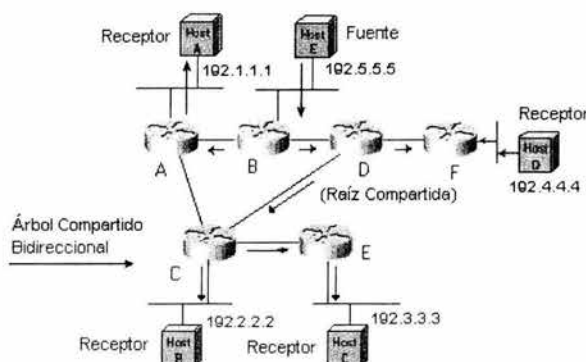 Receptor
Host
A
192.1.1.1
Host
E
Fuente
192.5.5.5
Receptor
Host
D
192.4.4.4
A
B
D
F
(Raíz Compartida)
Árbol Compartido
Bidireccional
C
E
192.2.2.2
192.3.3.3
Receptor
Host
B
Receptor
Host
C